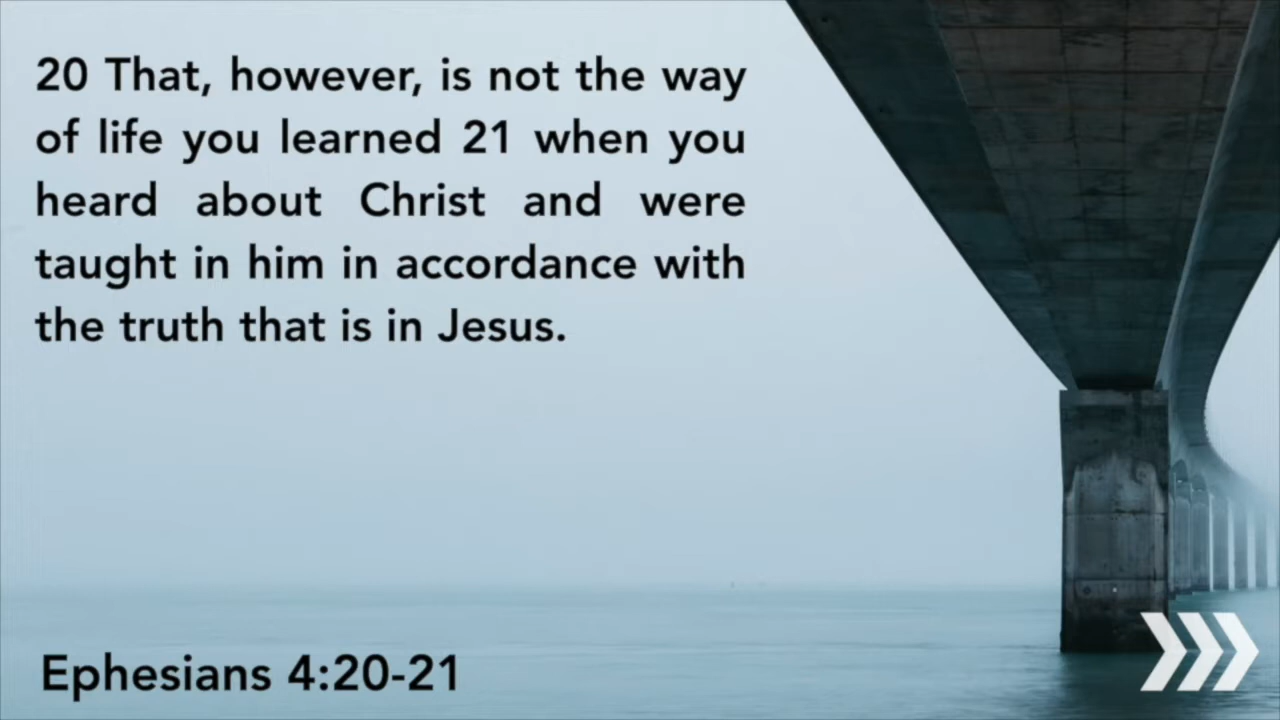 20 That, however, is not the way
of life you learned 21 when you
heard about Christ and were
taught in him in accordance with
the truth that is in Jesus.
Ephesians 4:20-21